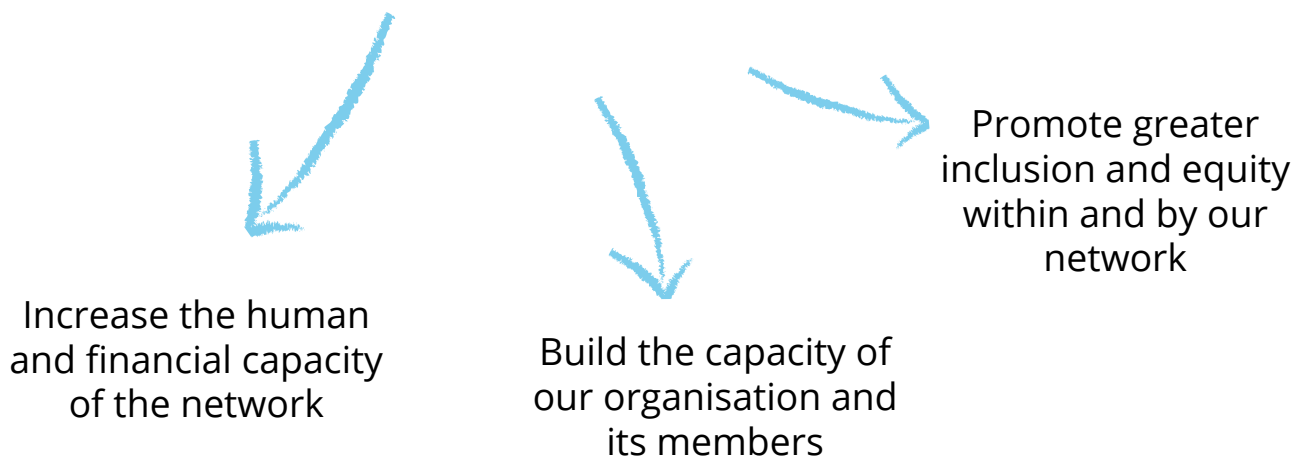 Promote greater
inclusion and equity
within and by our
network
Increase the human
and financial capacity
of the network
Build the capacity of
our organisation and
its members